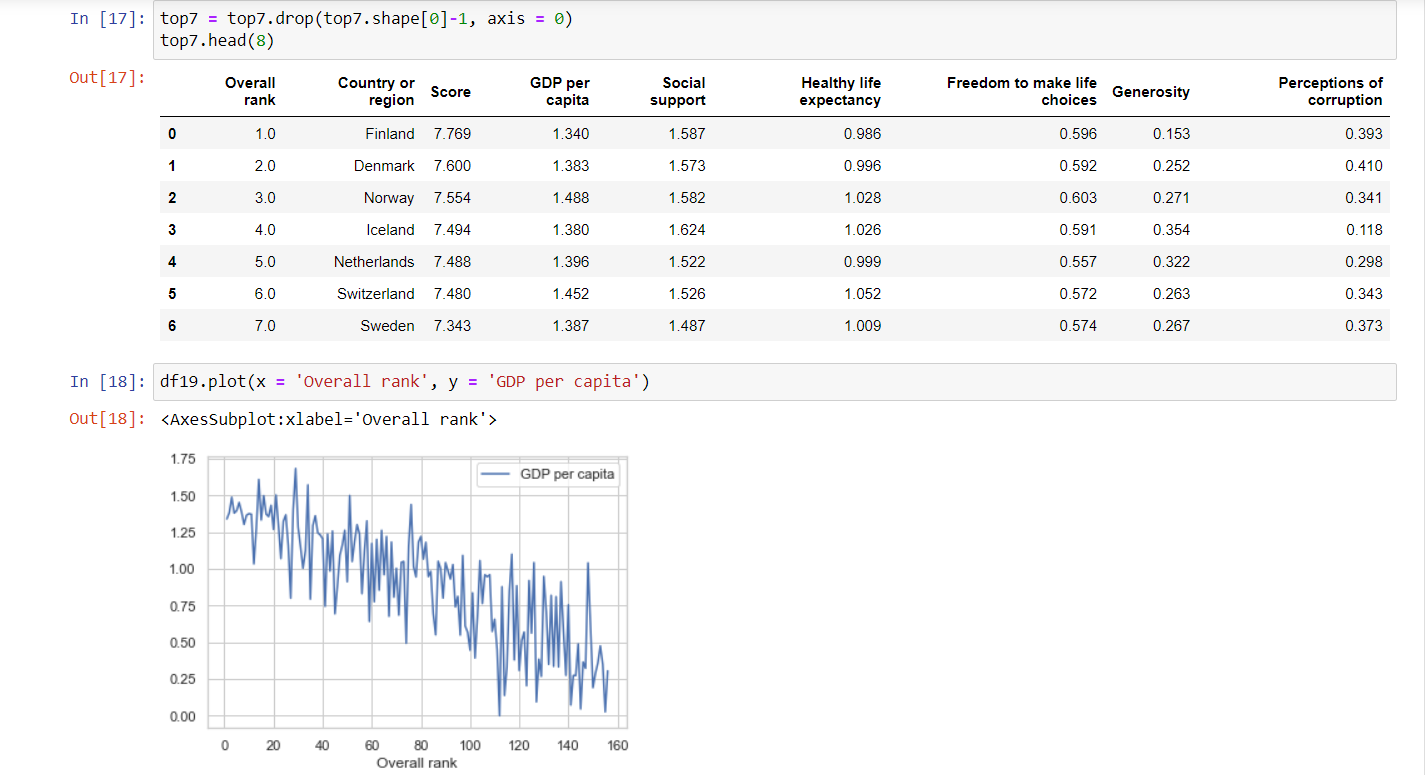 In [17]: top7 = top7.drop(top7.shape[0]-1, axis = 0)
top7.head(8)
Out[17]:
Overall rank Country or region Score GDP per capita Social support Healthy life expectancy Freedom to make life choices Generosity Perceptions of corruption
0 1.0 Finland 7.769 1.340 1.587 0.986 0.596 0.153 0.393
1 2.0 Denmark 7.600 1.383 1.573 0.996 0.592 0.252 0.410
2 3.0 Norway 7.554 1.488 1.582 1.028 0.603 0.271 0.341
3 4.0 Iceland 7.494 1.380 1.624 1.026 0.591 0.354 0.118
4 5.0 Netherlands 7.488 1.396 1.522 0.999 0.557 0.322 0.298
5 6.0 Switzerland 7.480 1.452 1.526 1.052 0.572 0.263 0.343
6 7.0 Sweden 7.343 1.387 1.487 1.009 0.574 0.267 0.373
In [18]: df19.plot(x = 'Overall rank', y = 'GDP per capita')
Out[18]: <AxesSubplot:xlabel='Overall rank'>
GDP per capita
1.75
1.50
1.25
1.00
0.75
0.50
0.25
0.00
0 20 40 60 80 100 120 140 160
Overall rank